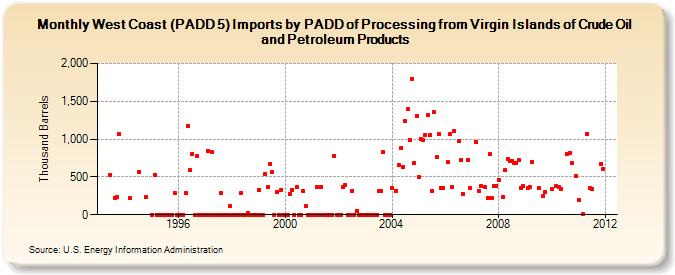 Monthly West Coast (PADD 5) Imports by PADD of Processing from Virgin Islands of Crude Oil
and Petroleum Products
Thousand Barrels
2,000
1,500
1,000
500
0
1996
2000
2004
2008
2012
Source: U.S. Energy Information Administration